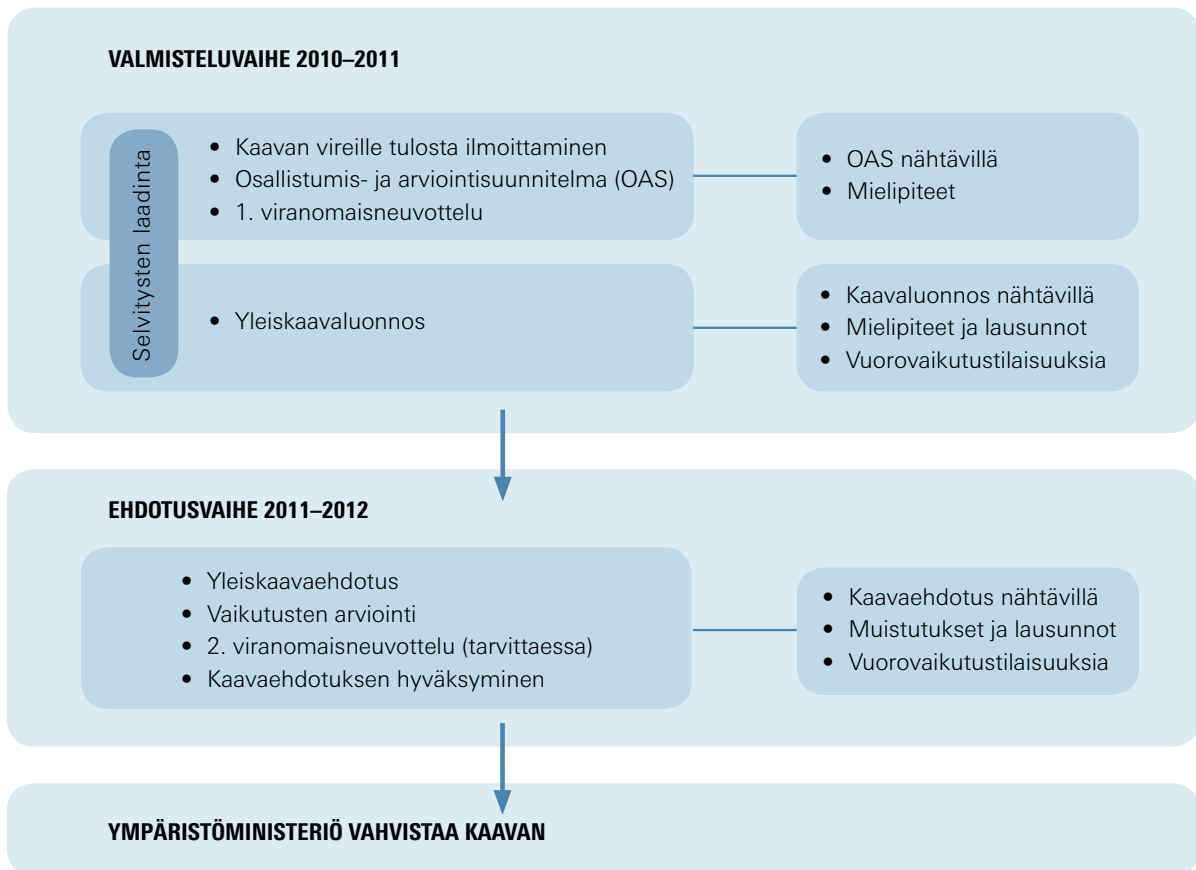 VALMISTELUVAIHE 2010–2011
Selvitysten laadinta
• Kaavan vireille tulosta ilmoittaminen
• Osallistumis- ja arviointisuunnitelma (OAS)
• 1. viranomaisneuvottelu
• OAS nähtävillä
• Mielipiteet
• Yleiskaavaluonnos
• Kaavaluonnos nähtävillä
• Mielipiteet ja lausunnot
• Vuorovaikutustilaisuuksia
EHDOTUSVAIHE 2011–2012
• Yleiskaavaehdotus
• Vaikutusten arviointi
• 2. viranomaisneuvottelu (tarvittaessa)
• Kaavaehdotuksen hyväksyminen
• Kaavaehdotus nähtävillä
• Muistutukset ja lausunnot
• Vuorovaikutustilaisuuksia
YMPÄRISTÖMINISTERIÖ VAHVISTAA KAAVAN